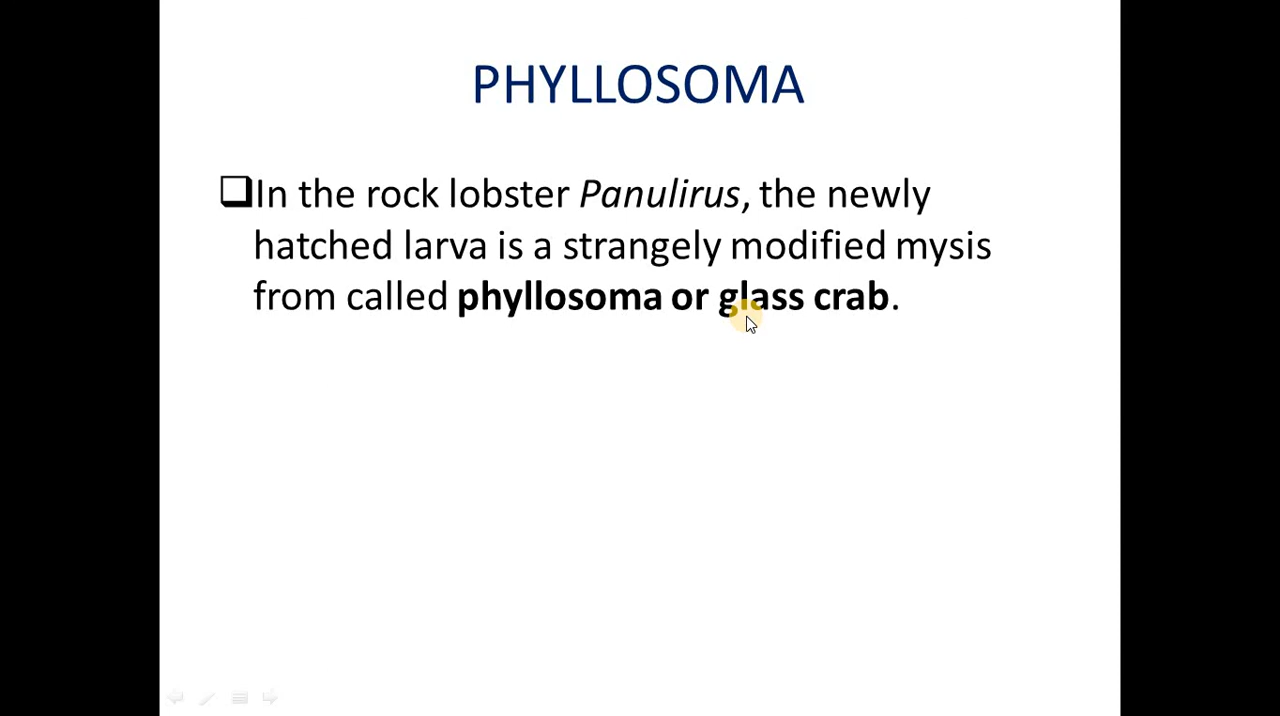 PHYLLOSOMA
In the rock lobster Panulirus, the newly
hatched larva is a strangely modified mysis
from called phyllosoma or glass crab.